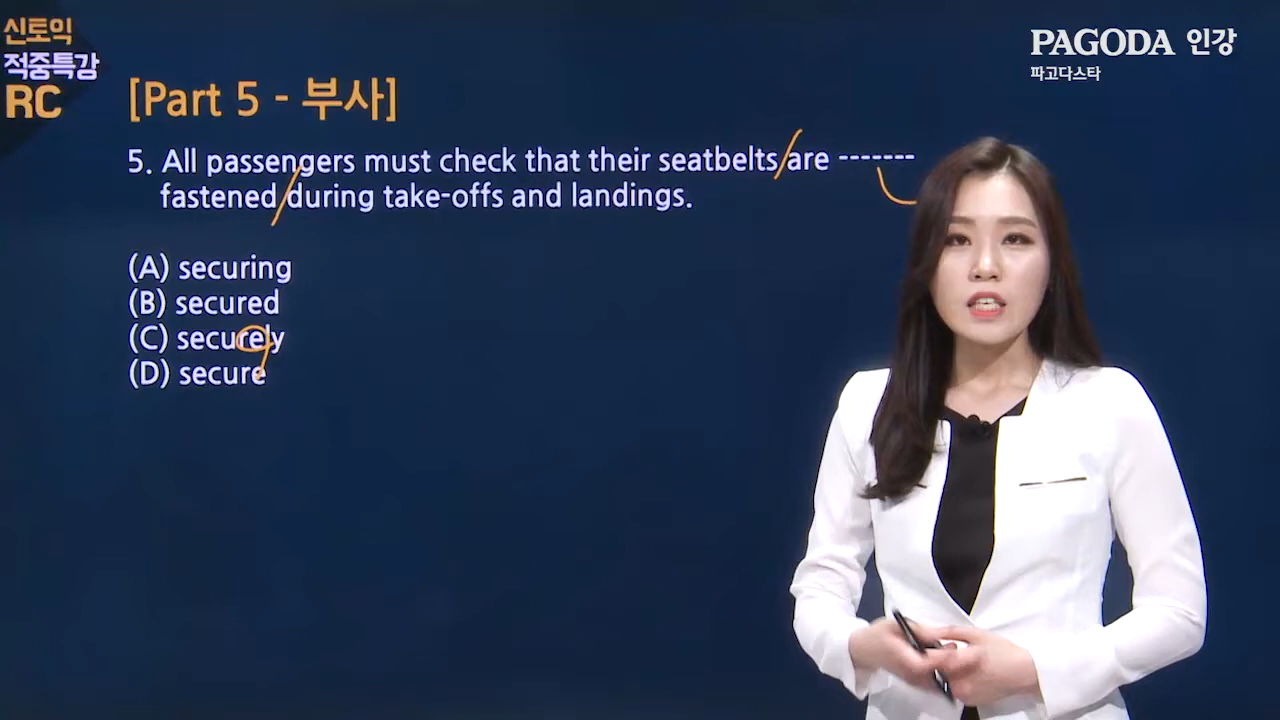 신토익
적중특강
RC
PAGODA 인강
파고다스타
[Part 5 - 부사]
5. All passengers must check that their seatbelts are -------
fastened during take-offs and landings.
(A) securing
(B) secured
(C) securely
(D) secure